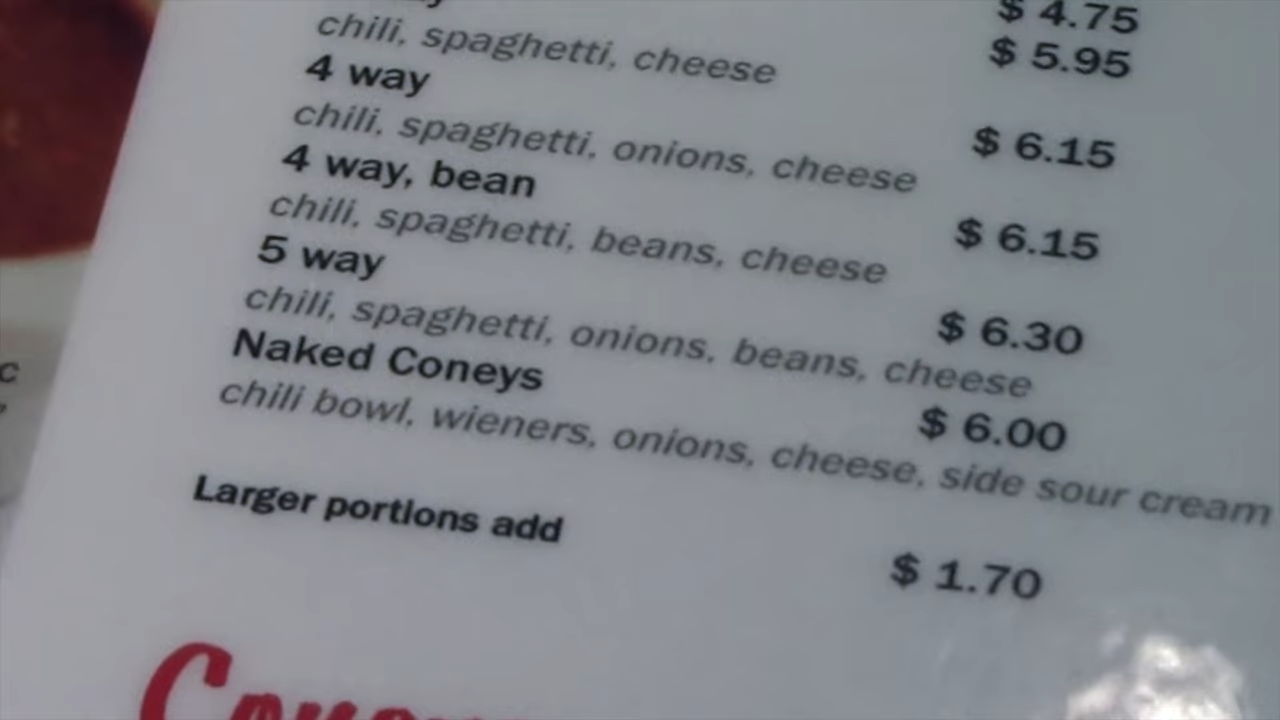 $ 4.75
$ 5.95
chili, spaghetti, cheese
4 way
$ 6.15
chili, spaghetti, onions, cheese
4 way, bean
$ 6.15
chili, spaghetti, beans, cheese
5 way
$ 6.30
chili, spaghetti, onions, beans, cheese
Naked Coneys
$ 6.00
chili bowl, wieners, onions, cheese, side sour cream
Larger portions add
$ 1.70